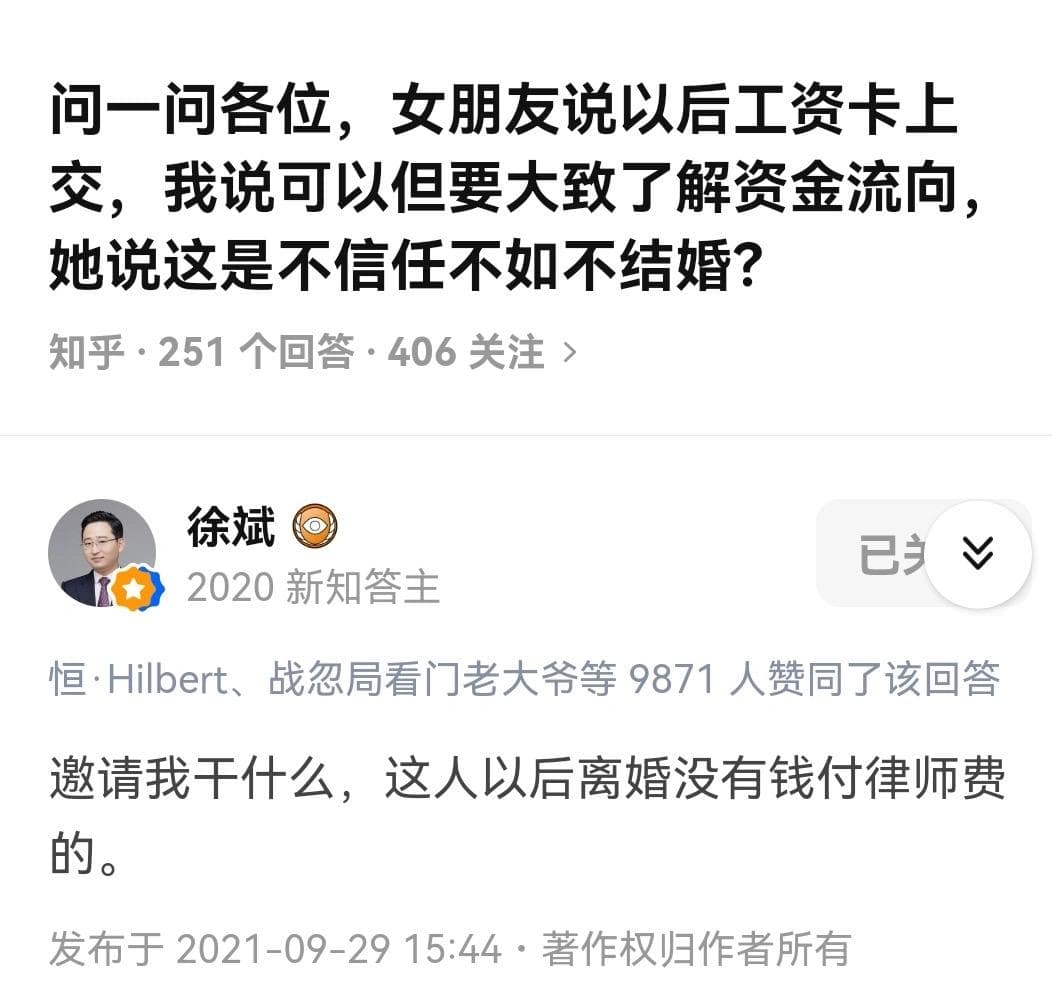 问一问各位，女朋友说以后工资卡上
交，我说可以但要大致了解资金流向，
她说这是不信任不如不结婚？
知乎 · 251 个回答 · 406 关注 >
徐斌
2020 新知答主
已关
恒·Hilbert、战忽局看门老大爷等 9871 人赞同了该回答
邀请我干什么，这人以后离婚没有钱付律师费
的。
发布于 2021-09-29 15:44 · 著作权归作者所有